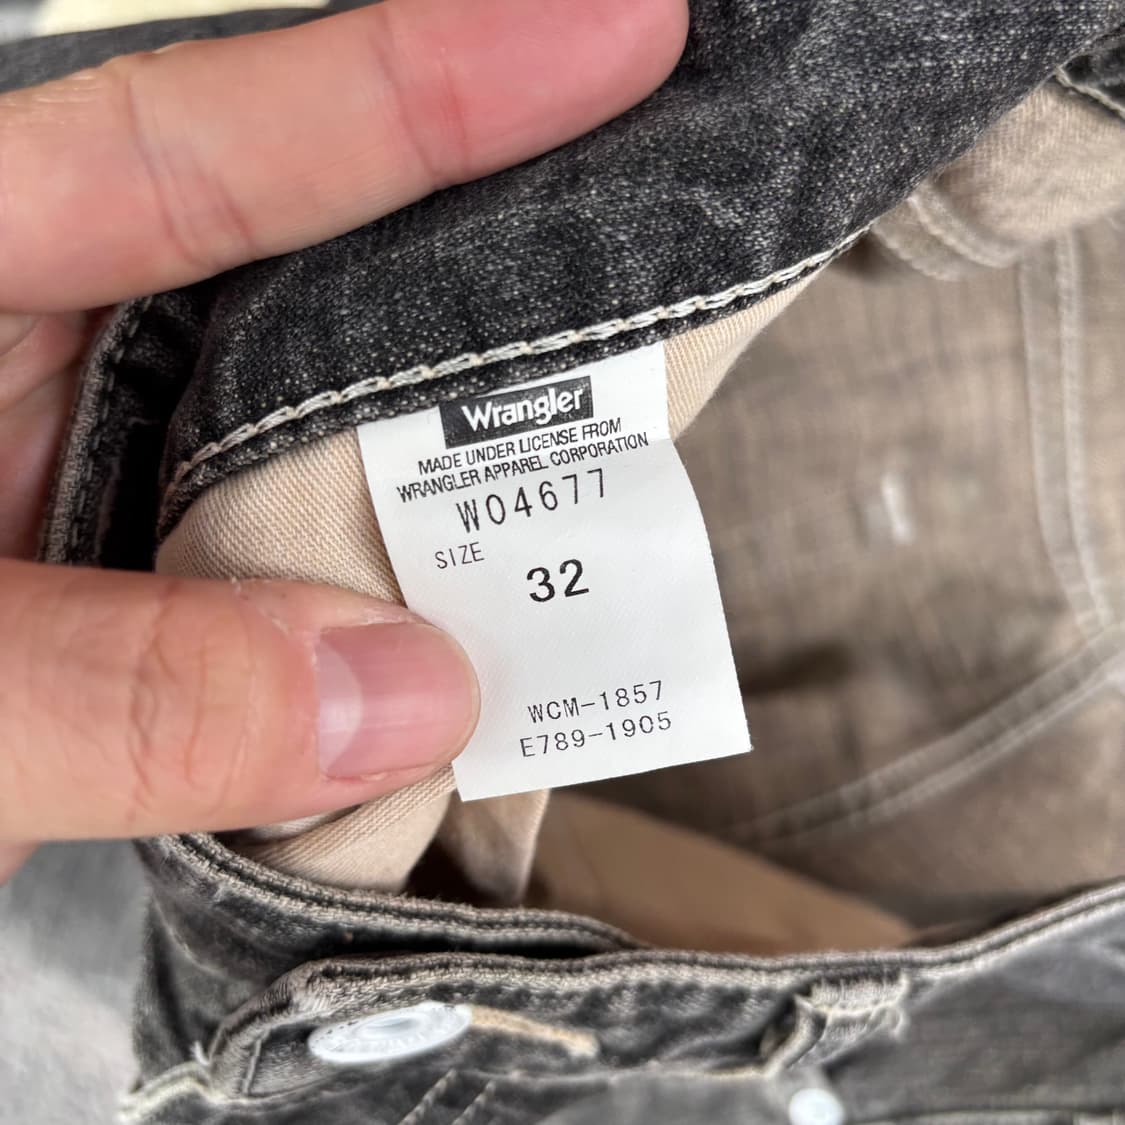 Wrangler
MADE UNDER LICENSE FROM
WRANGLER APPAREL CORPORATION
W04677
SIZE
32
WCM-1857
E789-1905